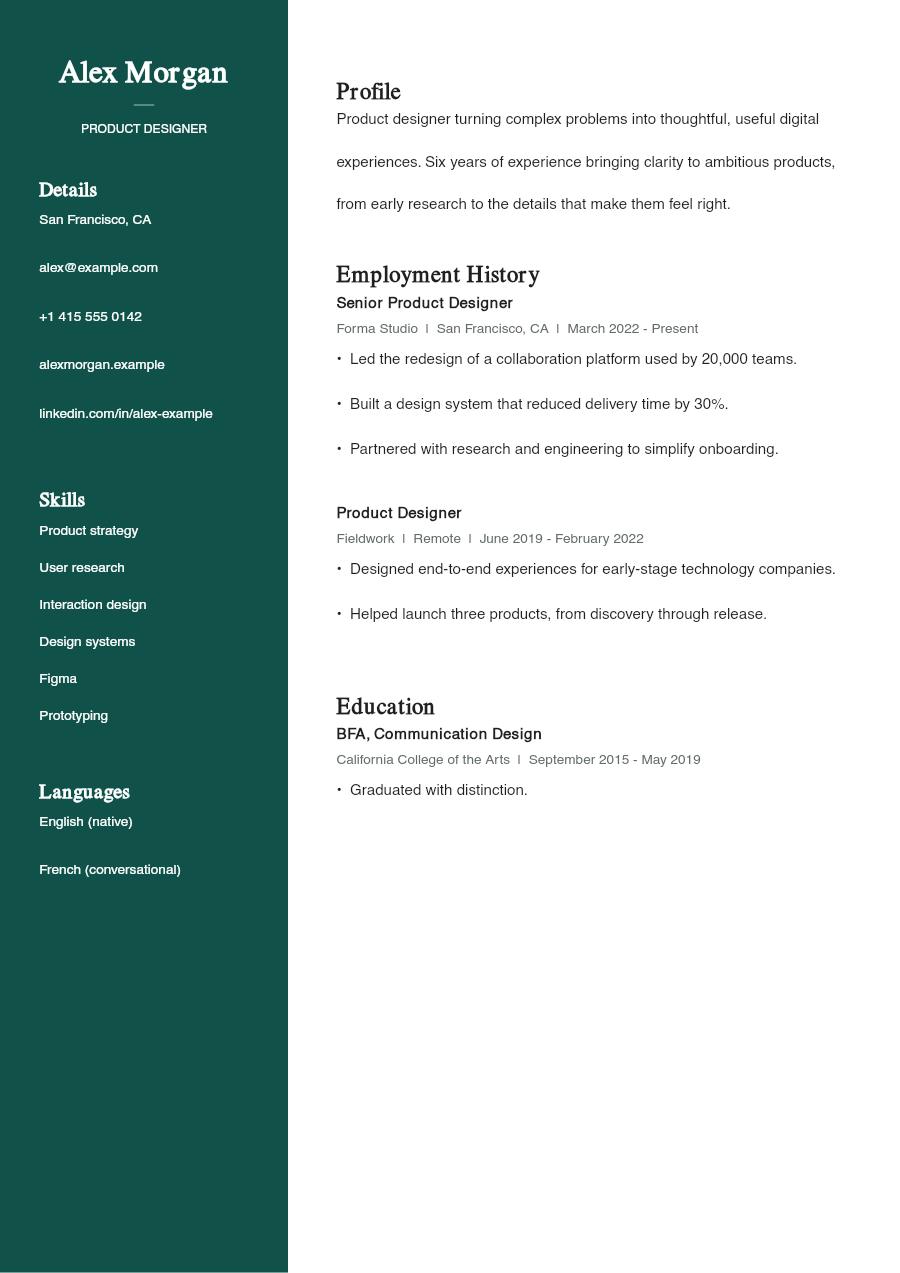 Alex Morgan
PRODUCT DESIGNER
Details
San Francisco, CA
alex@example.com
+1 415 555 0142
alexmorgan.example
linkedin.com/in/alex-example
Skills
Product strategy
User research
Interaction design
Design systems
Figma
Prototyping
Languages
English (native)
French (conversational)
Profile
Product designer turning complex problems into thoughtful, useful digital
experiences. Six years of experience bringing clarity to ambitious products,
from early research to the details that make them feel right.
Employment History
Senior Product Designer
Forma Studio | San Francisco, CA | March 2022 - Present
• Led the redesign of a collaboration platform used by 20,000 teams.
• Built a design system that reduced delivery time by 30%.
• Partnered with research and engineering to simplify onboarding.
Product Designer
Fieldwork | Remote | June 2019 - February 2022
• Designed end-to-end experiences for early-stage technology companies.
• Helped launch three products, from discovery through release.
Education
BFA, Communication Design
California College of the Arts | September 2015 - May 2019
• Graduated with distinction.